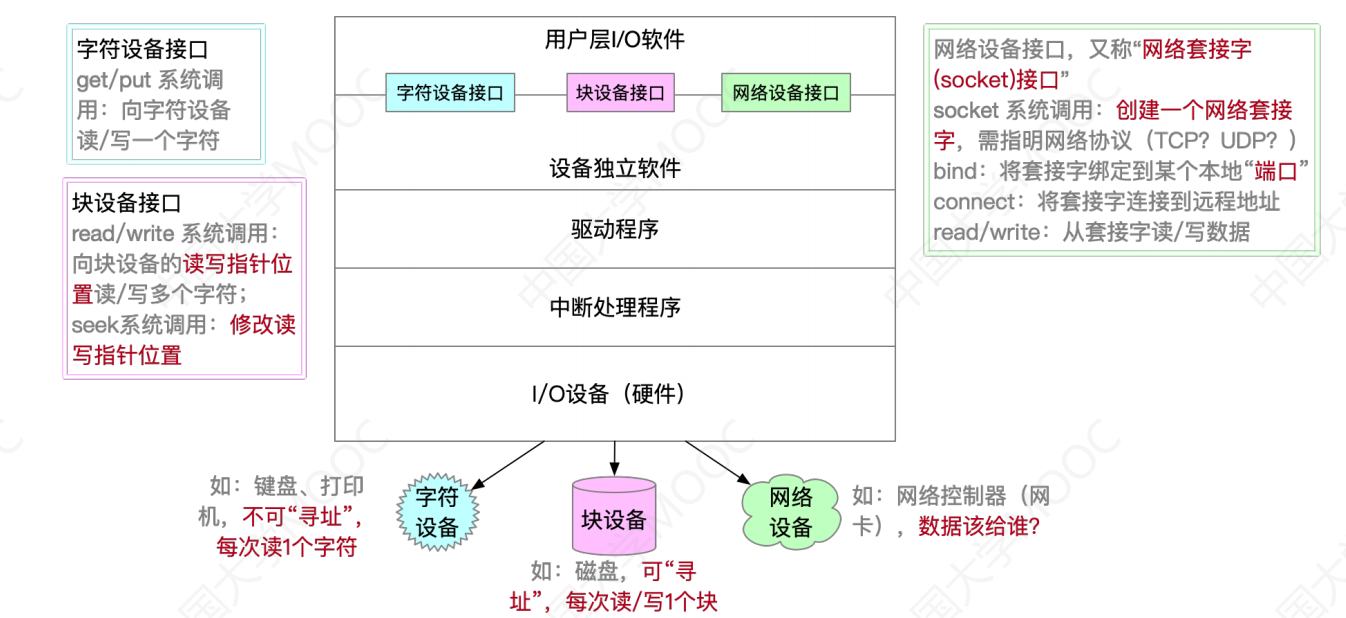 字符设备接口
get/put 系统调
用：向字符设备
读/写一个字符
块设备接口
read/write 系统调用：
向块设备的读写指针位
置读/写多个字符；
seek系统调用：修改读
写指针位置
用户层I/O软件
字符设备接口
块设备接口
网络设备接口
设备独立软件
驱动程序
中断处理程序
I/O设备（硬件）
网络设备接口，又称“网络套接字
(socket)接口”
socket 系统调用：创建一个网络套接
字，需指明网络协议（TCP？UDP？）
bind：将套接字绑定到某个本地“端口”
connect：将套接字连接到远程地址
read/write：从套接字读/写数据
如：键盘、打印
机，不可“寻址”，
每次读1个字符
字符
设备
块设备
如：磁盘，可“寻
址”，每次读/写1个块
网络
设备
如：网络控制器（网
卡），数据该给谁？
中国大学MOOC